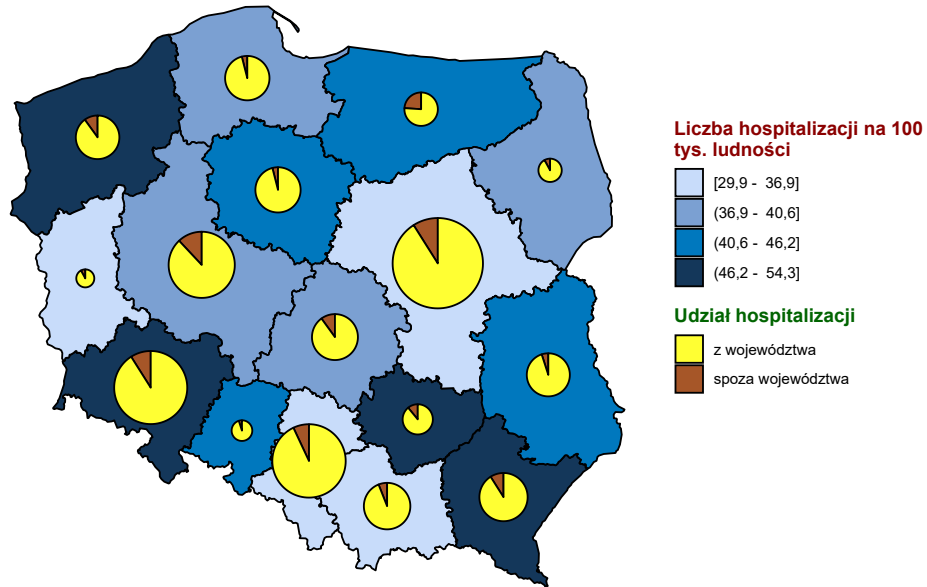 Liczba hospitalizacji na 100
tys. ludności
[29,9 - 36,9]
(36,9 - 40,6]
(40,6 - 46,2]
(46,2 - 54,3]
Udział hospitalizacji
z województwa
spoza województwa